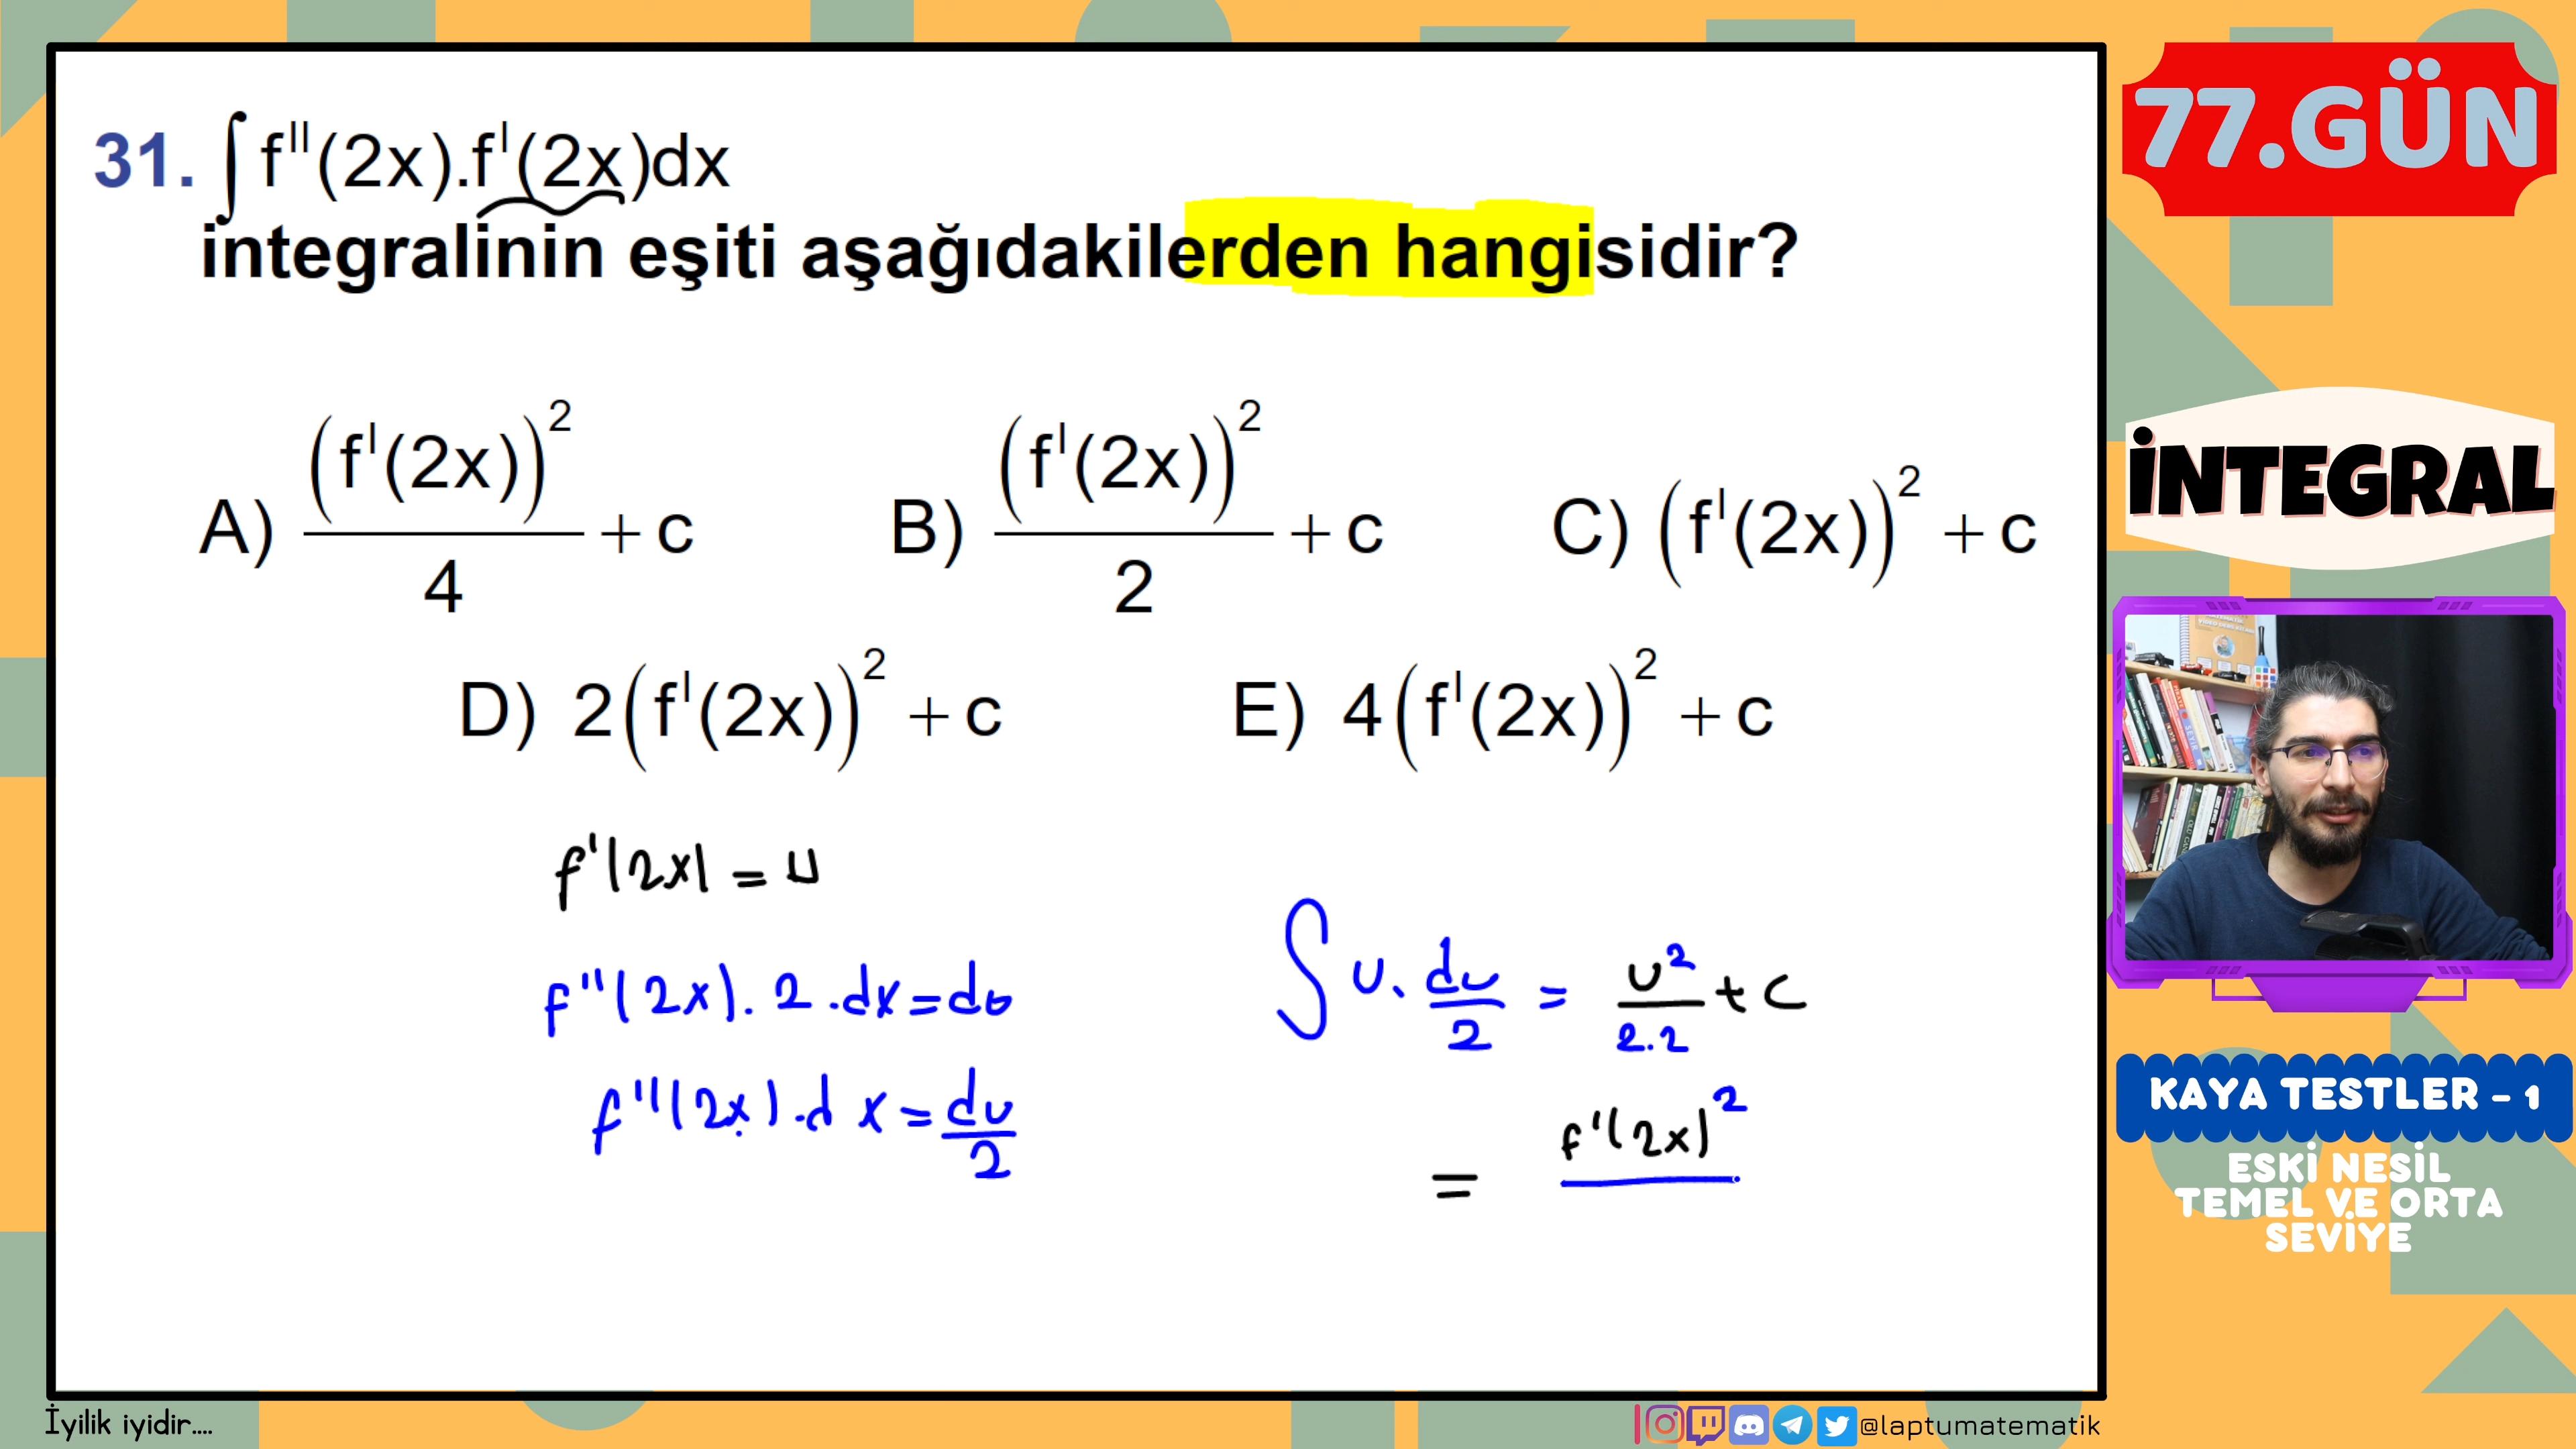 31. ∫ f''(2x).f'(2x)dx
integralinin eşiti aşağıdakilerden hangisidir?
A) (f'(2x))² / 4 + c
B) (f'(2x))² / 2 + c
C) (f'(2x))² + c
D) 2(f'(2x))² + c
E) 4(f'(2x))² + c
f'(2x) = u
f''(2x). 2 .dx = du
f''(2x).dx = du/2
∫ u. du/2 = u²/2.2 + c
= f'(2x)²
77.GÜN
İNTEGRAL
KAYA TESTLER - 1
ESKİ NESİL
TEMEL VE ORTA
SEVİYE
İyilik iyidir....
@laptumatematik